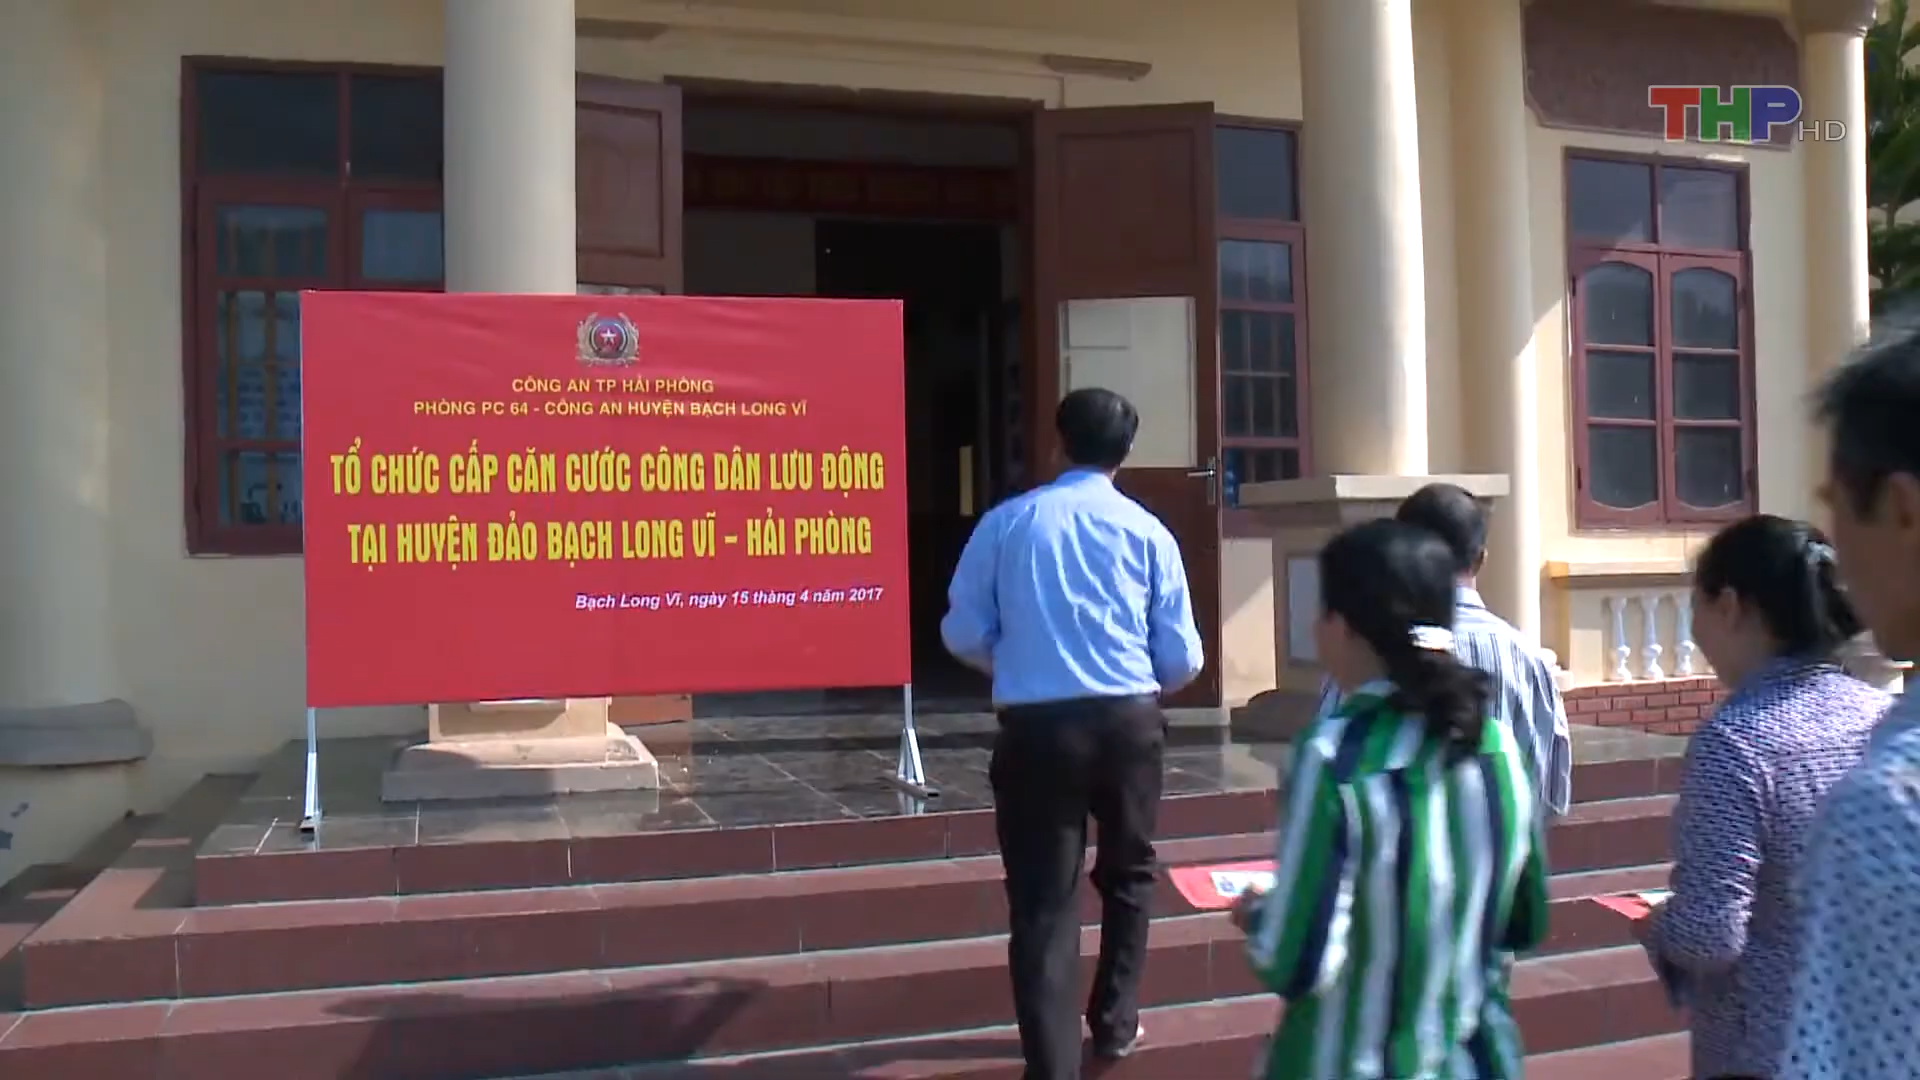 THP HD
CÔNG AN TP HẢI PHÒNG
PHÒNG PC 64 - CÔNG AN HUYỆN BẠCH LONG VĨ
TỔ CHỨC CẤP CĂN CƯỚC CÔNG DÂN LƯU ĐỘNG
TẠI HUYỆN ĐẢO BẠCH LONG VĨ - HẢI PHÒNG
Bạch Long Vĩ, ngày 15 tháng 4 năm 2017